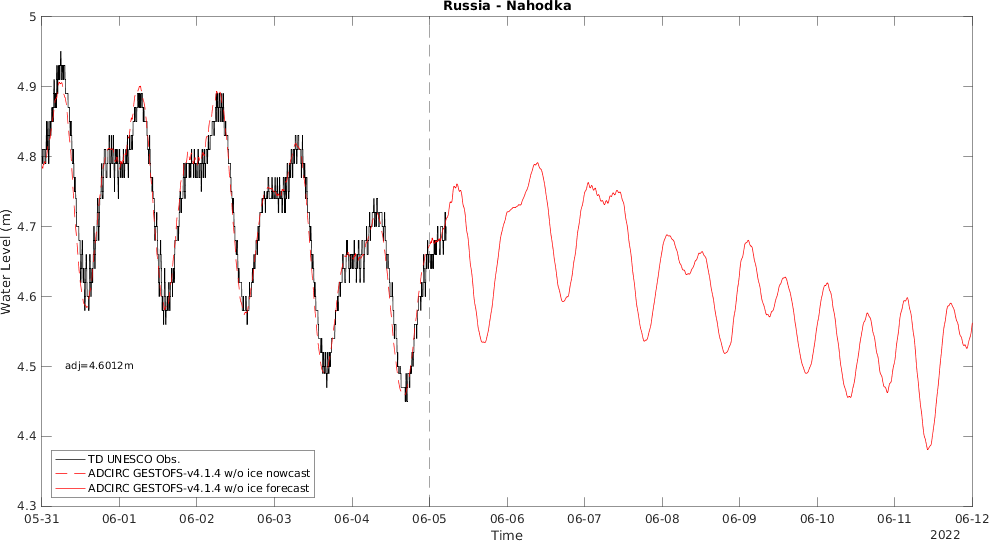 Russia - Nahodka
Water Level (m)
5
4.9
4.8
4.7
4.6
4.5
4.4
4.3
adj=4.6012m
TD UNESCO Obs.
ADCIRC GESTOFS-v4.1.4 w/o ice nowcast
ADCIRC GESTOFS-v4.1.4 w/o ice forecast
05-31 06-01 06-02 06-03 06-04 06-05 06-06 06-07 06-08 06-09 06-10 06-11 06-12
Time
2022